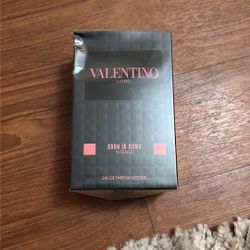 VALENTINO
UOMO
BORN IN ROMA
INTENSE
EAU DE PARFUM INTENSE